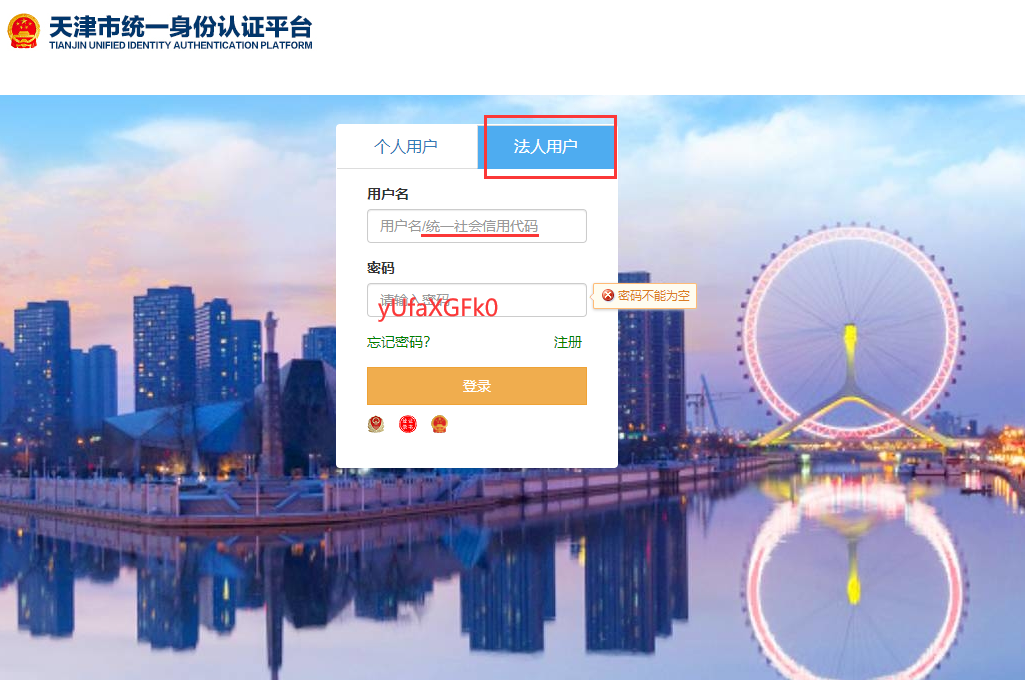 天津市统一身份认证平台
TIANJIN UNIFIED IDENTITY AUTHENTICATION PLATFORM
个人用户
法人用户
用户名
用户名/统一社会信用代码
密码
请输入密码
yUfaXGFk0
密码不能为空
忘记密码?
注册
登录